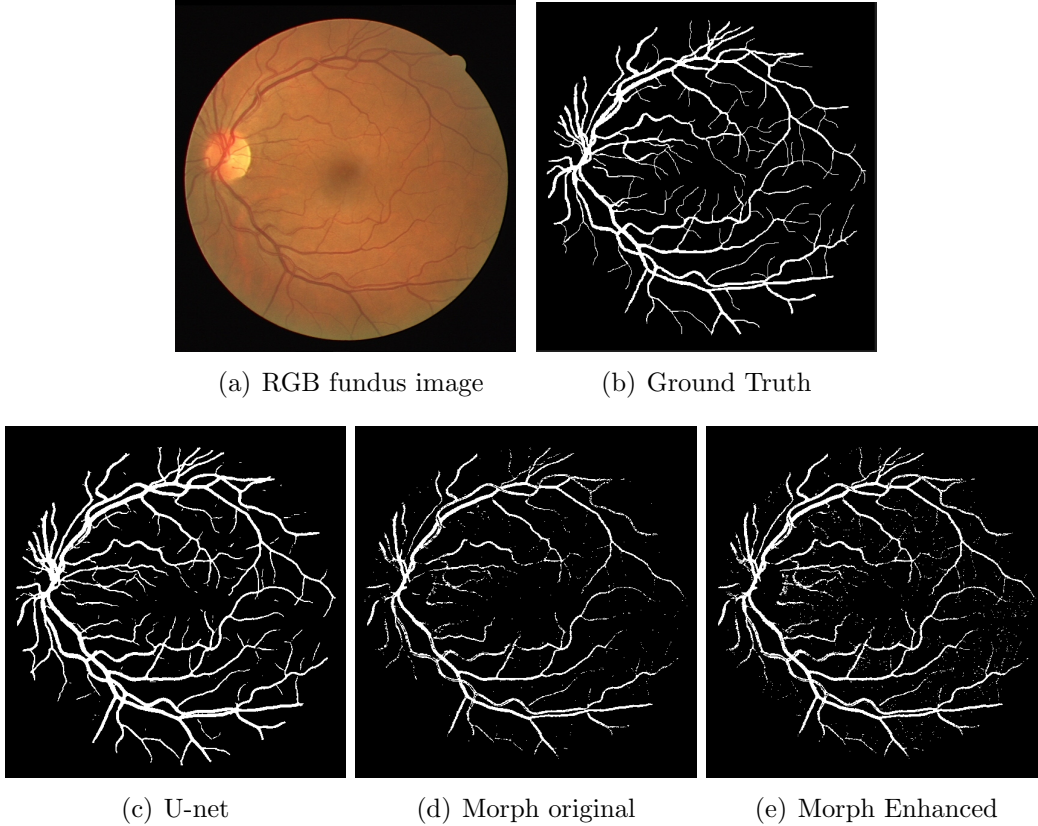 (a) RGB fundus image
(b) Ground Truth
(c) U-net
(d) Morph original
(e) Morph Enhanced